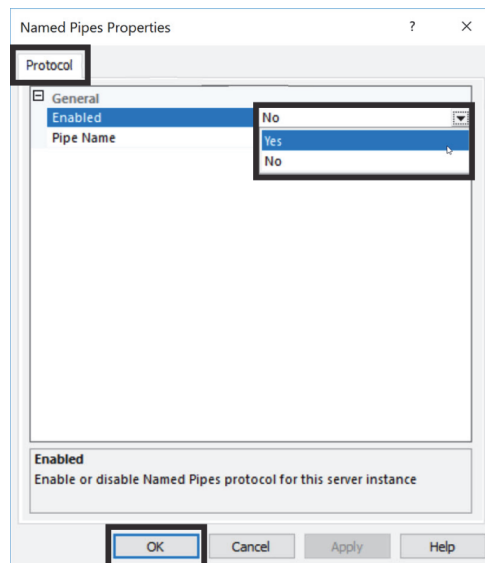 Named Pipes Properties ? ×
Protocol
General
Enabled No
Pipe Name Yes
No
Enabled
Enable or disable Named Pipes protocol for this server instance
OK Cancel Apply Help